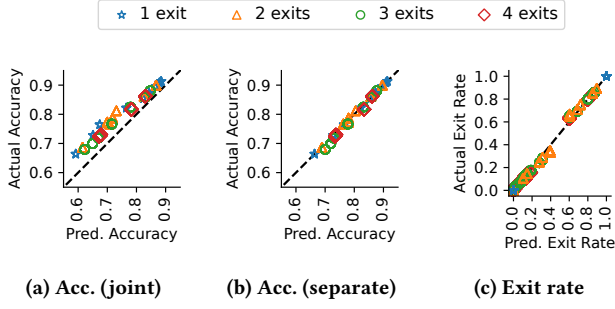 1 exit 2 exits 3 exits 4 exits
Actual Accuracy
0.9
0.8
0.7
0.6
0.6 0.7 0.8 0.9
Pred. Accuracy
(a) Acc. (joint)
Actual Accuracy
0.9
0.8
0.7
0.6
0.6 0.7 0.8 0.9
Pred. Accuracy
(b) Acc. (separate)
Actual Exit Rate
1.0
0.8
0.6
0.4
0.2
0.0
0.0 0.2 0.4 0.6 0.8 1.0
Pred. Exit Rate
(c) Exit rate